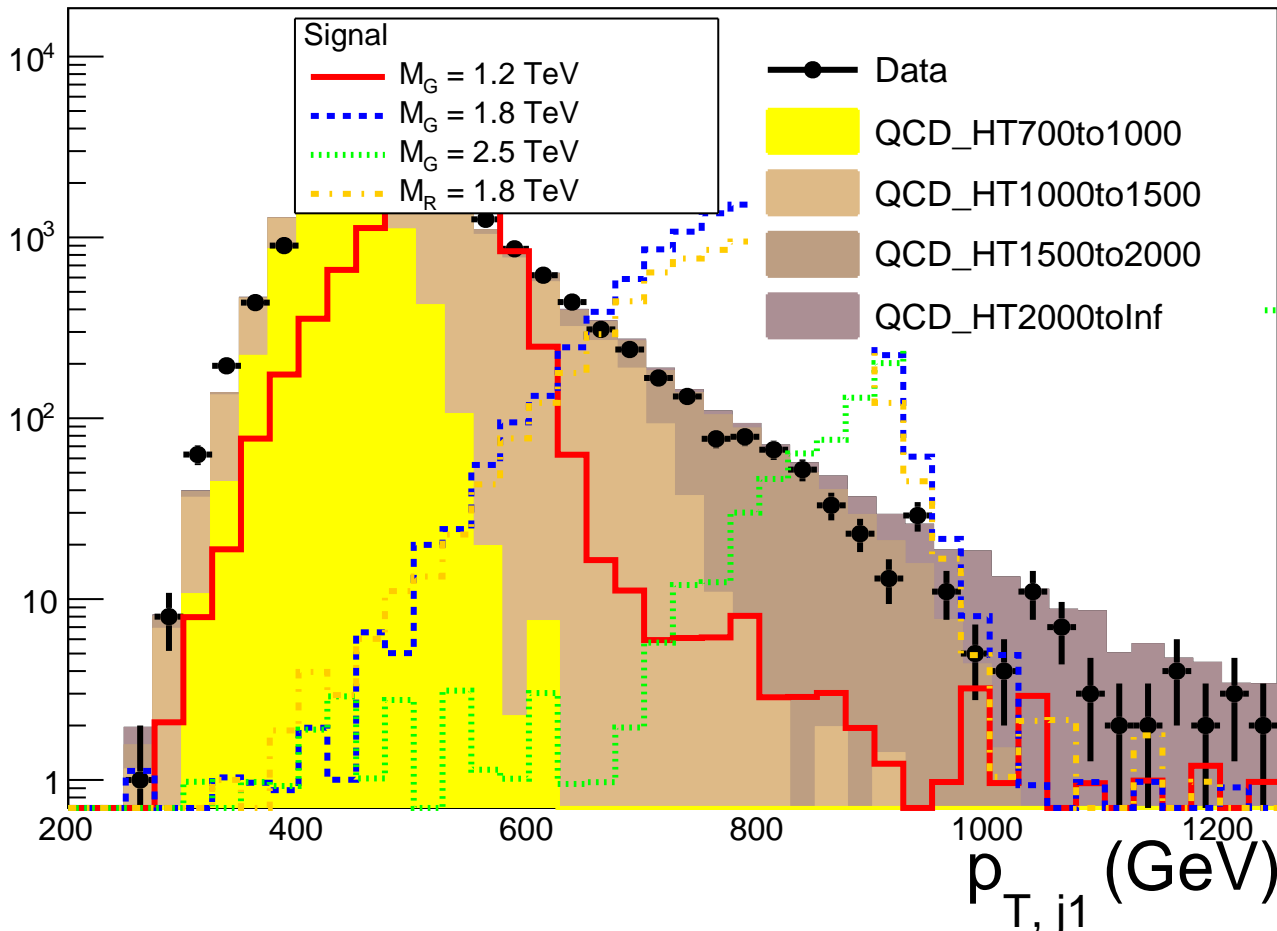 10^4
10^3
10^2
10
1
Signal
M_G = 1.2 TeV
M_G = 1.8 TeV
M_G = 2.5 TeV
M_R = 1.8 TeV
Data
QCD_HT700to1000
QCD_HT1000to1500
QCD_HT1500to2000
QCD_HT2000toInf
200 400 600 800 1000 1200
p_T, j1 (GeV)